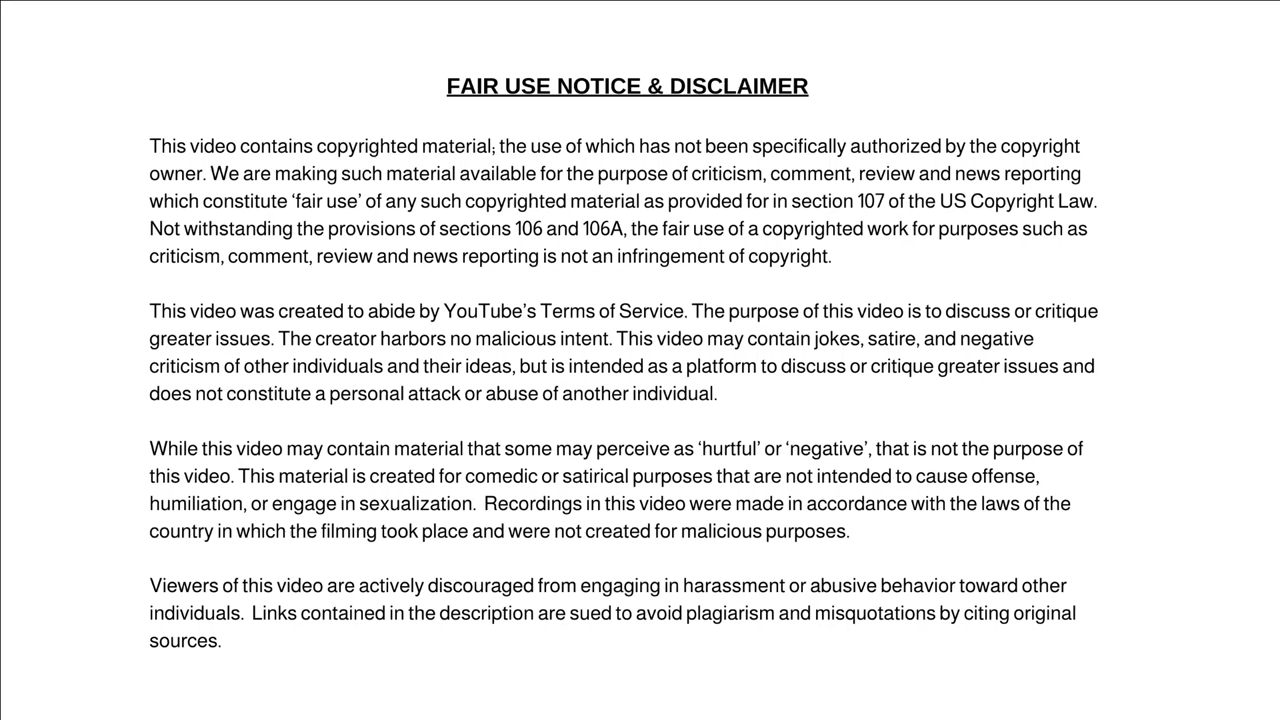 FAIR USE NOTICE & DISCLAIMER
This video contains copyrighted material; the use of which has not been specifically authorized by the copyright
owner. We are making such material available for the purpose of criticism, comment, review and news reporting
which constitute ‘fair use’ of any such copyrighted material as provided for in section 107 of the US Copyright Law.
Not withstanding the provisions of sections 106 and 106A, the fair use of a copyrighted work for purposes such as
criticism, comment, review and news reporting is not an infringement of copyright.
This video was created to abide by YouTube’s Terms of Service. The purpose of this video is to discuss or critique
greater issues. The creator harbors no malicious intent. This video may contain jokes, satire, and negative
criticism of other individuals and their ideas, but is intended as a platform to discuss or critique greater issues and
does not constitute a personal attack or abuse of another individual.
While this video may contain material that some may perceive as ‘hurtful’ or ‘negative’, that is not the purpose of
this video. This material is created for comedic or satirical purposes that are not intended to cause offense,
humiliation, or engage in sexualization.  Recordings in this video were made in accordance with the laws of the
country in which the filming took place and were not created for malicious purposes.
Viewers of this video are actively discouraged from engaging in harassment or abusive behavior toward other
individuals.  Links contained in the description are sued to avoid plagiarism and misquotations by citing original
sources.